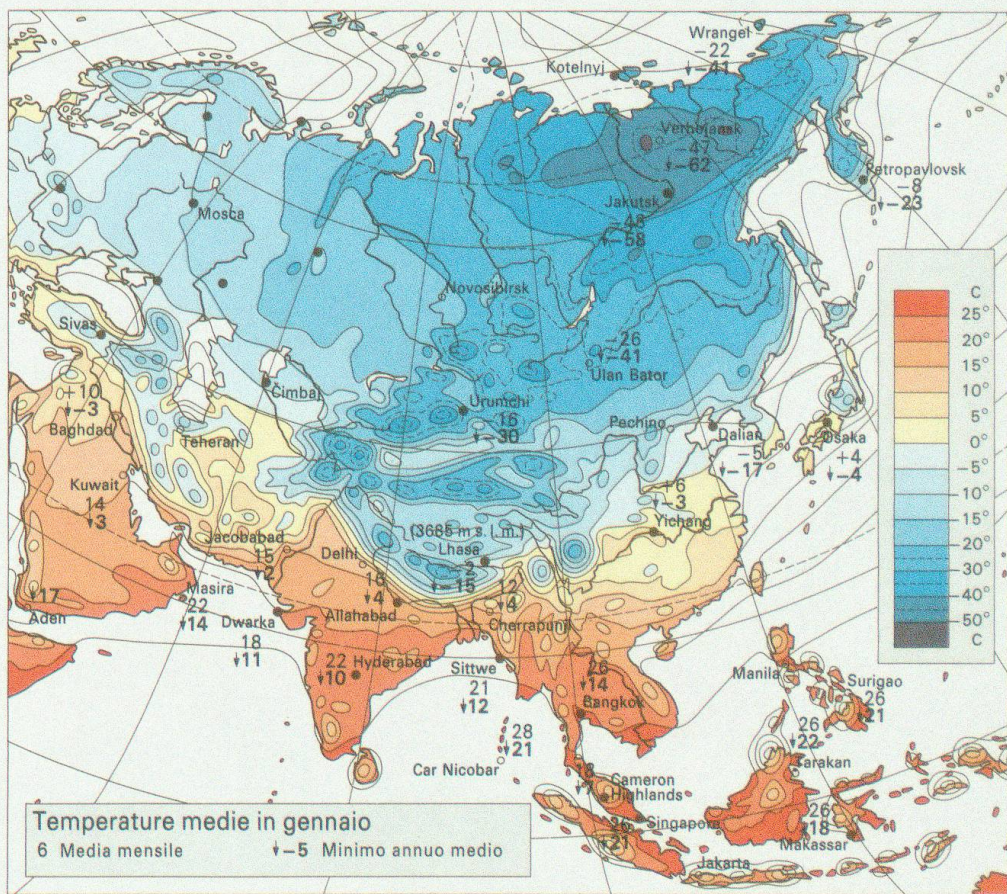 Wrangel
-22
↓-41
Kotelnyj
Verhojansk
-47
↓-62
Petropavlovsk
-8
↓-23
Jakutsk
-43
↓-58
Mosca
Novosibirsk
-26
↓-41
Ulan Bator
Sivas
Čimbaj
Urumchi
-16
↓-30
+10
↓-3
Baghdad
Teheran
Pechino
Dalian
-5
↓-17
Osaka
+4
↓-4
Kuwait
14
↓3
+6
↓-3
Yichang
Jacobabad
15
↓2
Delhi
(3685 m s. l. m.)
Lhasa
↓-15
16
↓4
Allahabad
12
↓4
Cherrapunji
↓17
Aden
Masira
22
↓14
Dwarka
18
↓11
22
↓10
Hyderabad
Sittwe
21
↓12
26
↓14
Bangkok
Manila
Surigao
26
↓21
28
↓21
Car Nicobar
26
↓22
Tarakan
↓7
Cameron
Highlands
26
↓21
Singapore
26
↓18
Makassar
Jakarta
C
25°
20°
15°
10°
5°
0°
-5°
-10°
-15°
-20°
-30°
-40°
-50°
C
Temperature medie in gennaio
6 Media mensile ↓-5 Minimo annuo medio